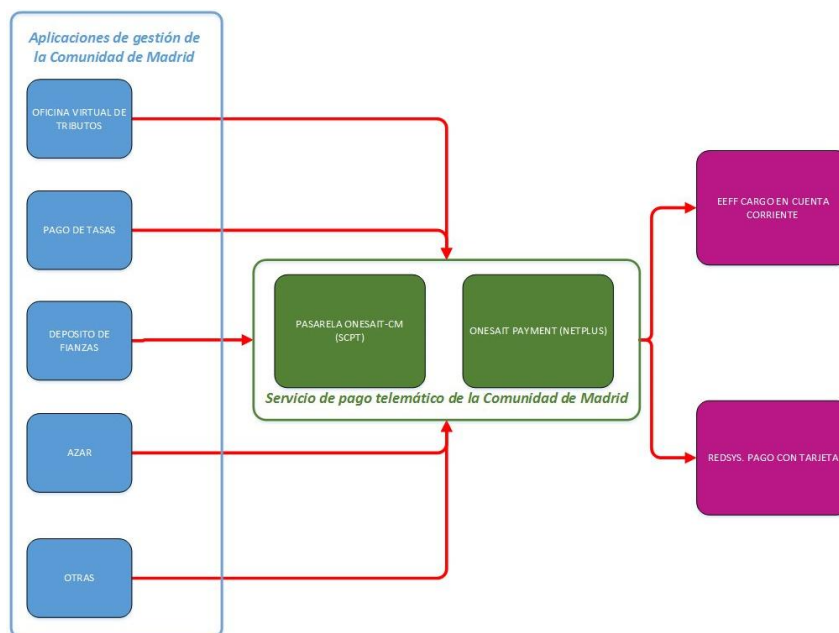 Aplicaciones de gestión de
la Comunidad de Madrid
OFICINA VIRTUAL DE
TRIBUTOS
PAGO DE TASAS
DEPOSITO DE
FIANZAS
AZAR
OTRAS
PASARELA ONESAIT-CM
(SCPT)
ONESAIT PAYMENT (NETPLUS)
Servicio de pago telemático de la Comunidad de Madrid
EEFF CARGO EN CUENTA
CORRIENTE
REDSYS. PAGO CON TARJETA